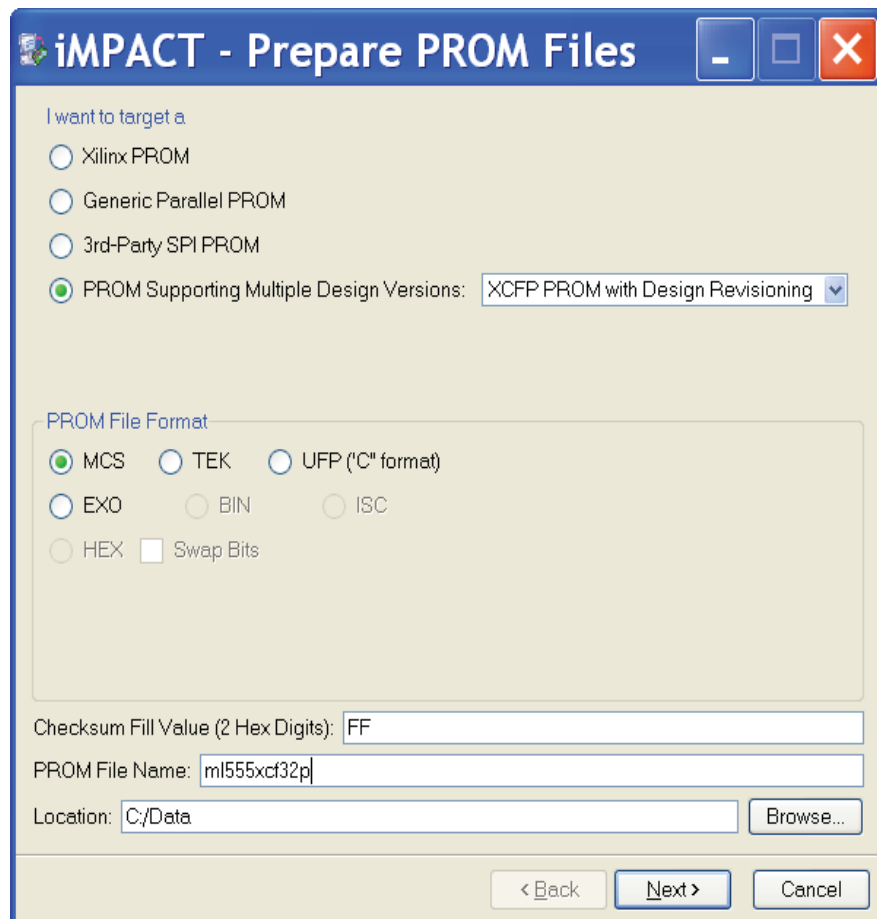 iMPACT - Prepare PROM Files
I want to target a
Xilinx PROM
Generic Parallel PROM
3rd-Party SPI PROM
PROM Supporting Multiple Design Versions: XCFP PROM with Design Revisioning
PROM File Format
MCS TEK UFP ('C" format)
EXO BIN ISC
HEX Swap Bits
Checksum Fill Value (2 Hex Digits): FF
PROM File Name: ml555xcf32p
Location: C:/Data Browse...
< Back Next > Cancel